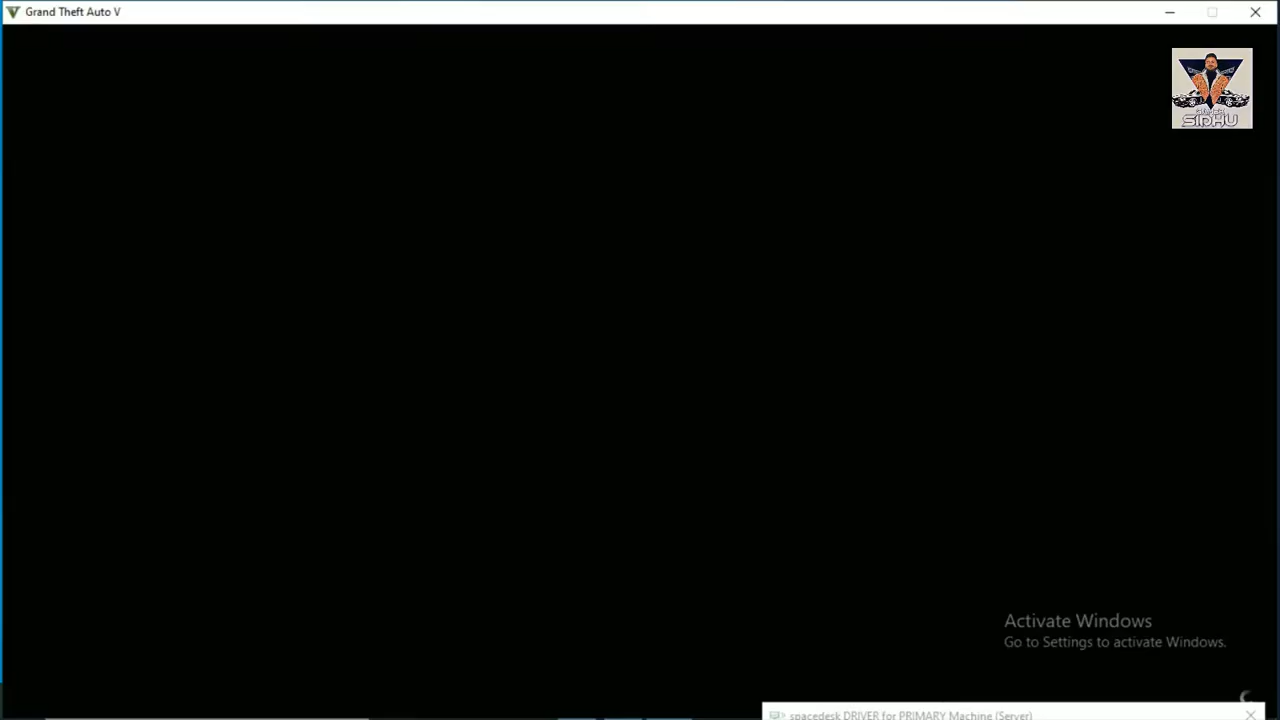 Grand Theft Auto V
SIDHU
Activate Windows
Go to Settings to activate Windows.
spacedesk DRIVER for PRIMARY Machine (Server)